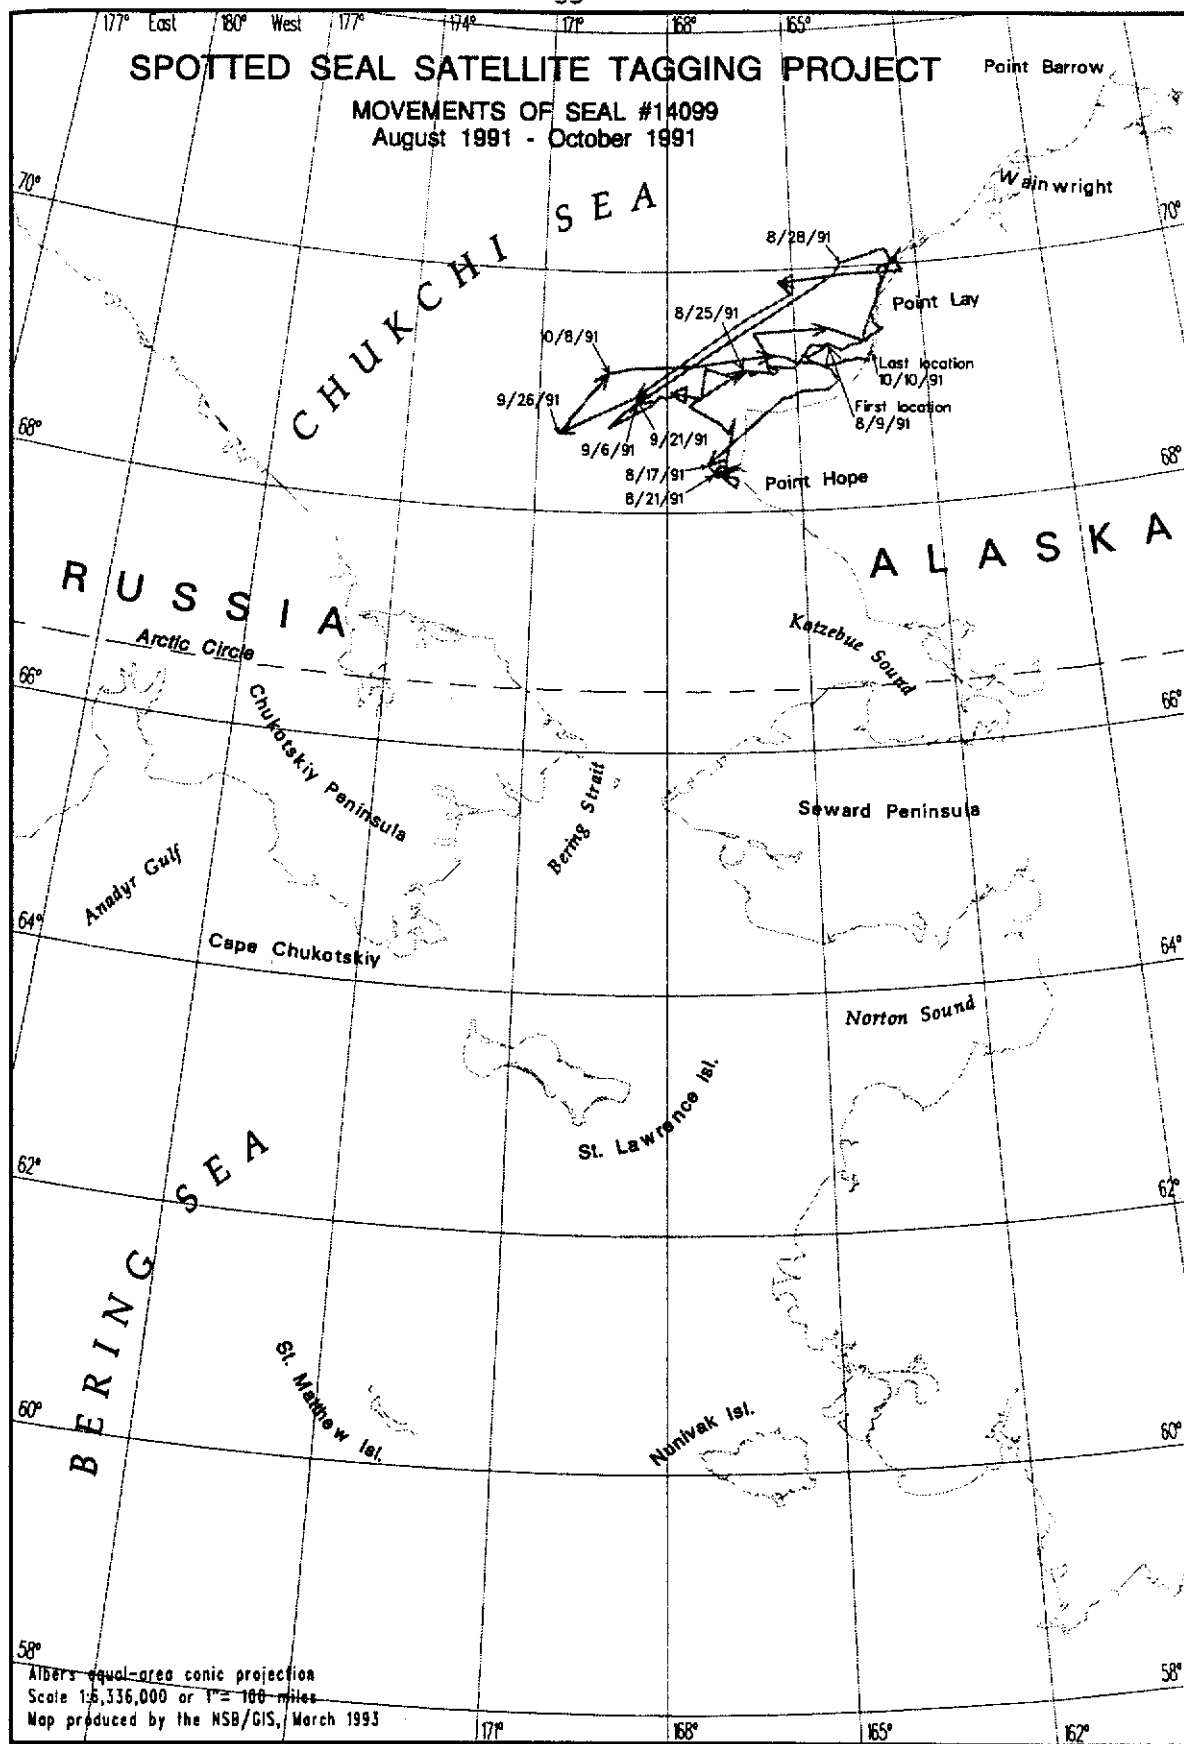 177° East 180° West 177° 174° 171° 168° 165°
SPOTTED SEAL SATELLITE TAGGING PROJECT
MOVEMENTS OF SEAL #14099
August 1991 - October 1991
Point Barrow
Wainwright
70°
70°
CHUKCHI SEA
8/28/91
Point Lay
8/25/91
0/8/91
Last location
10/10/91
9/26/91
First location
8/9/91
9/6/91
9/21/91
8/17/91
8/21/91
Point Hope
68°
68°
ALASKA
RUSSIA
Arctic Circle
Kotzebue Sound
66°
66°
Chukotskiy Peninsula
Bering Strait
Seward Peninsula
Anadyr Gulf
64°
64°
Cape Chukotskiy
Norton Sound
St. Lawrence Isl.
62°
62°
BERING SEA
St. Matthew Isl.
Nunivak Isl.
60°
60°
58°
58°
Albers equal-area conic projection
Scale 1:6,336,000 or 1"= 100 miles
Map produced by the NSB/GIS, March 1993
171° 168° 165° 162°